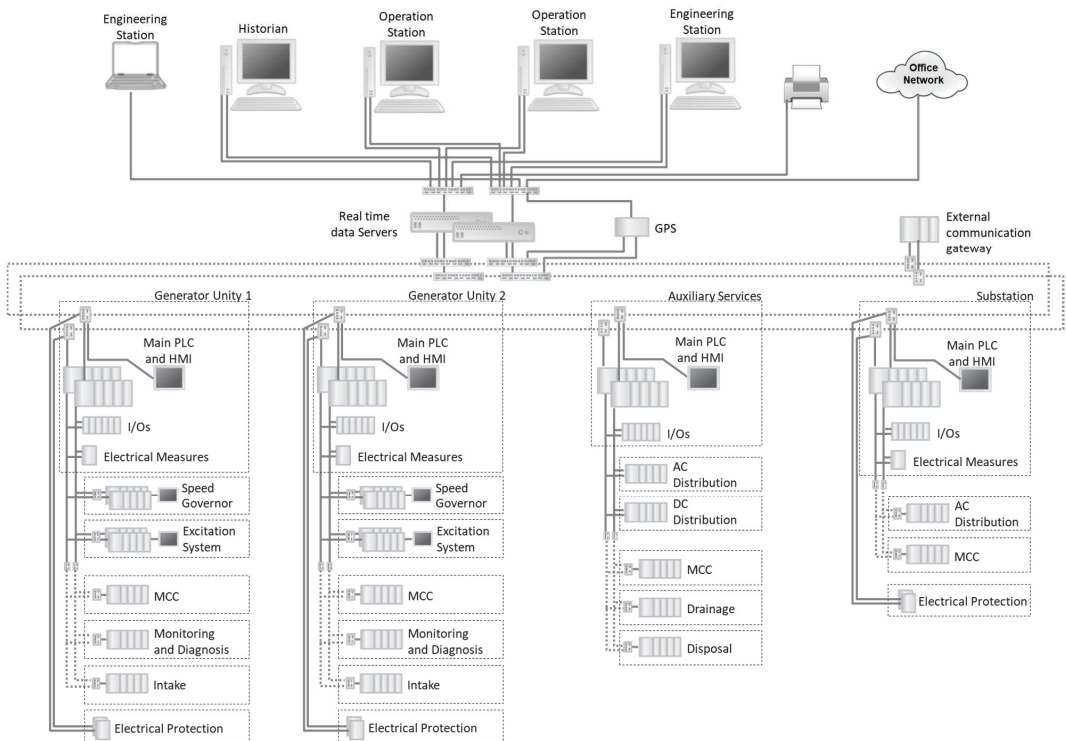 Engineering
Station
Historian
Operation
Station
Operation
Station
Engineering
Station
Office
Network
Real time
data Servers
GPS
External
communication
gateway
Generator Unity 1
Main PLC
and HMI
I/Os
Electrical Measures
Speed
Governor
Excitation
System
MCC
Monitoring
and Diagnosis
Intake
Electrical Protection
Generator Unity 2
Main PLC
and HMI
I/Os
Electrical Measures
Speed
Governor
Excitation
System
MCC
Monitoring
and Diagnosis
Intake
Electrical Protection
Auxiliary Services
Main PLC
and HMI
I/Os
AC
Distribution
DC
Distribution
MCC
Drainage
Disposal
Substation
Main PLC
and HMI
I/Os
Electrical Measures
AC
Distribution
MCC
Electrical Protection